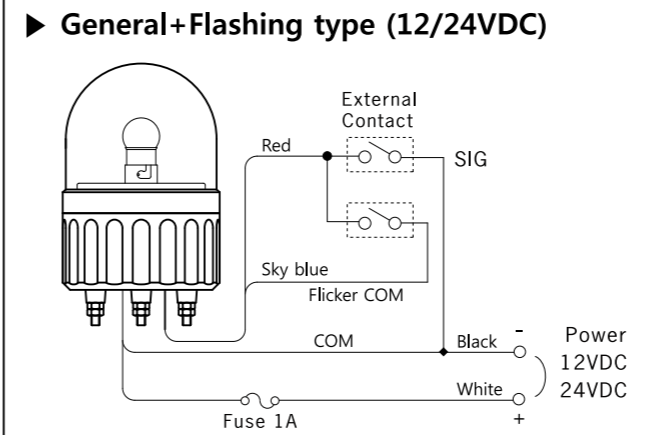 ▶ General+Flashing type (12/24VDC)
External
Contact
Red
SIG
Sky blue
Flicker COM
COM
Black
-
Power
12VDC
24VDC
White
+
Fuse 1A